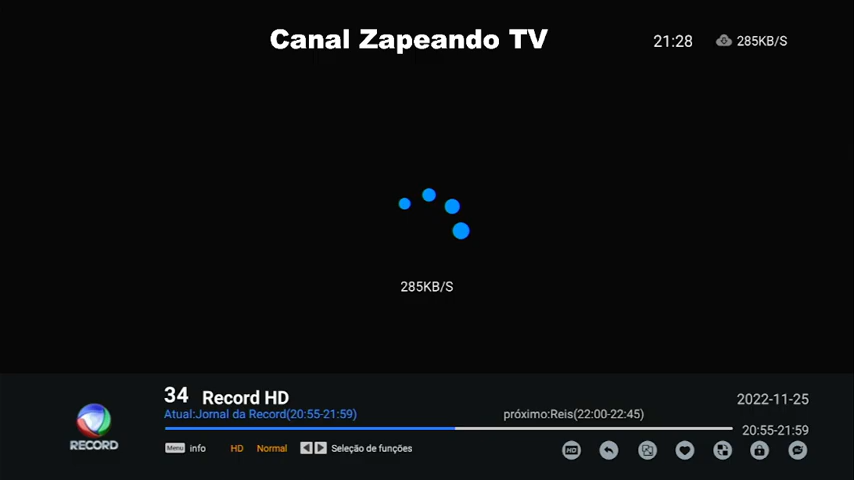 Canal Zapeando TV
21:28
285KB/S
285KB/S
34 Record HD
2022-11-25
Atual:Jornal da Record(20:55-21:59)
próximo:Reis(22:00-22:45)
20:55-21:59
RECORD
Menu info HD Normal Seleção de funções
HD